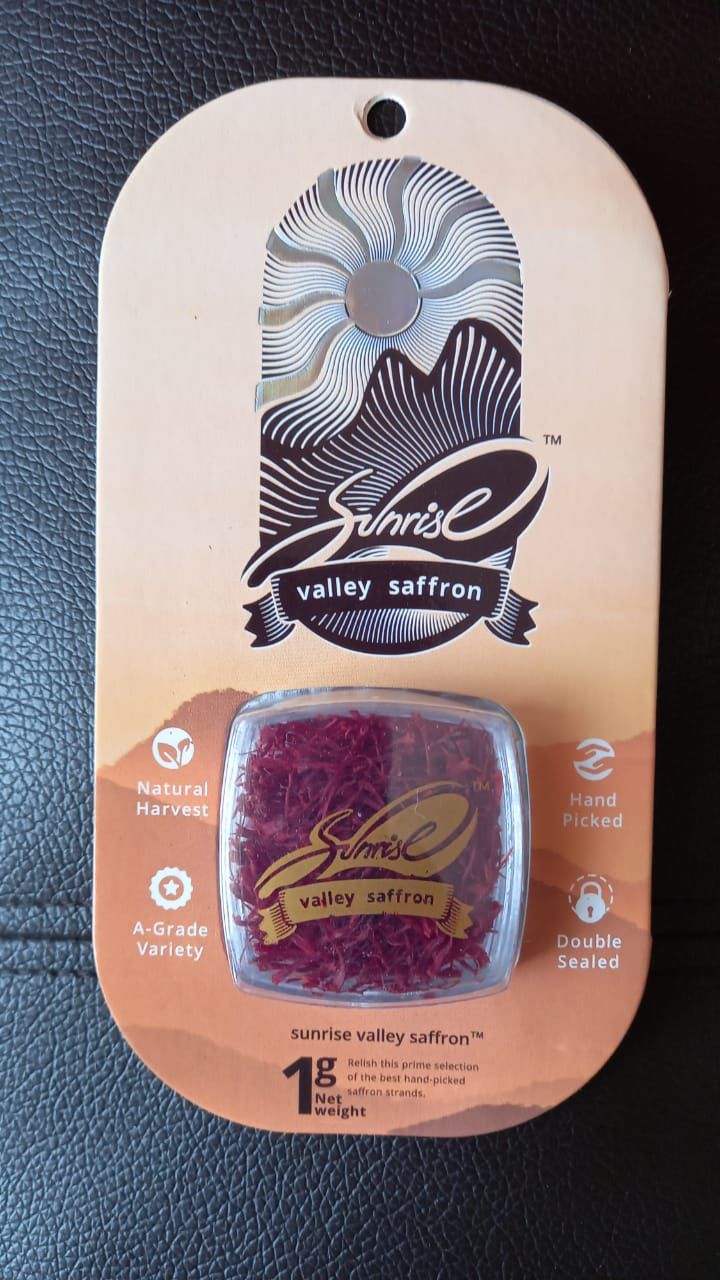 Sunrise
TM
valley saffron
Natural
Harvest
Hand
Picked
Sunrise
TM
valley saffron
A-Grade
Variety
Double
Sealed
sunrise valley saffron™
1g
Net
weight
Relish this prime selection
of the best hand-picked
saffron strands.